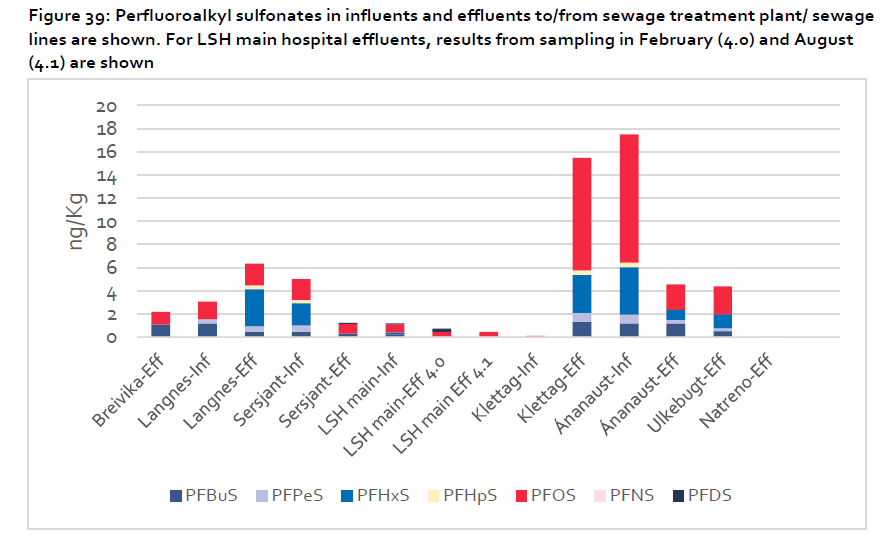 Figure 39: Perfluoroalkyl sulfonates in influents and effluents to/from sewage treatment plant/ sewage
lines are shown. For LSH main hospital effluents, results from sampling in February (4.0) and August
(4.1) are shown
20
18
16
14
12
10
8
6
4
2
0
ng/Kg
Breivika-Eff
Langnes-Inf
Langnes-Eff
Sersjant-Inf
Sersjant-Eff
LSH main-Inf
LSH main-Eff 4.0
LSH main Eff 4.1
Klettag-Inf
Klettag-Eff
Ánanaust-Inf
Ánanaust-Eff
Ulkebugt-Eff
Natreno-Eff
PFBuS PFPeS PFHxS PFHpS PFOS PFNS PFDS